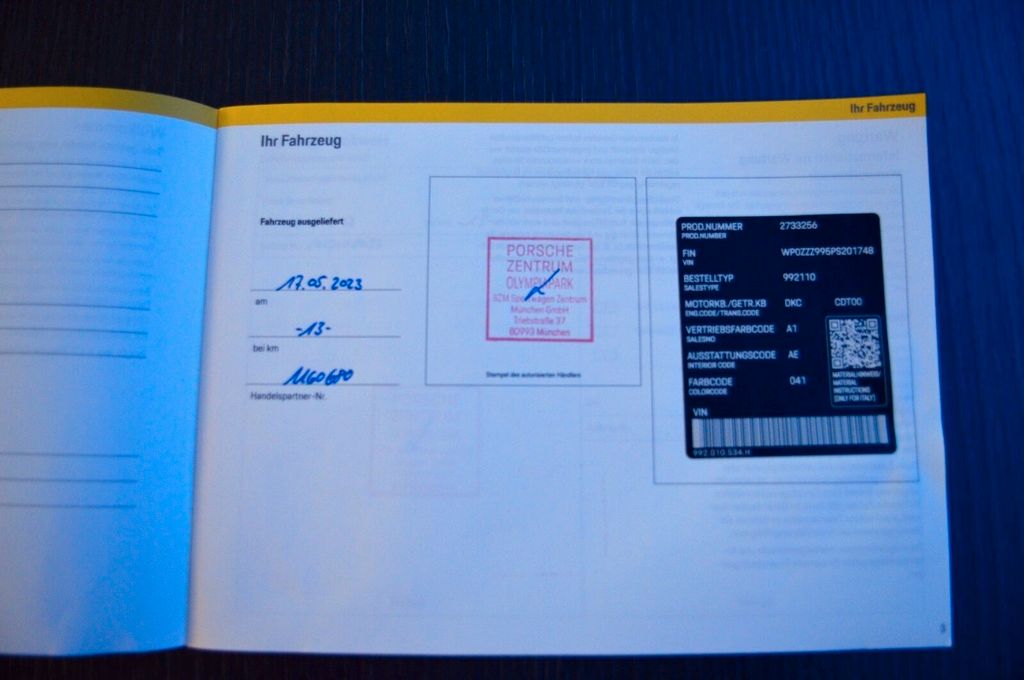 Ihr Fahrzeug
Ihr Fahrzeug
Fahrzeug ausgeliefert
17.05.2023
am
-13-
bei km
1160680
Handelspartner-Nr.
PORSCHE
ZENTRUM
OLYMPIAPARK
SZM Sportwagen Zentrum
München GmbH
Triebstraße 37
80993 München
Stempel des autorisierten Händlers
PROD.NUMMER 2733256
PROD.NUMBER
FIN WP0ZZZ995PS201748
VIN
BESTELLTYP 992110
SALESTYPE
MOTORKB./GETR.KB DKC CDT00
ENG.CODE/TRANS.CODE
VERTRIEBSFARBCODE A1
SALESNO
AUSSTATTUNGSCODE AE
INTERIOR CODE
FARBCODE 041
COLORCODE
MATERIALHINWEIS/
MATERIAL
INSTRUCTIONS
(ONLY FOR ITALY)
VIN
992 010 534 H
3